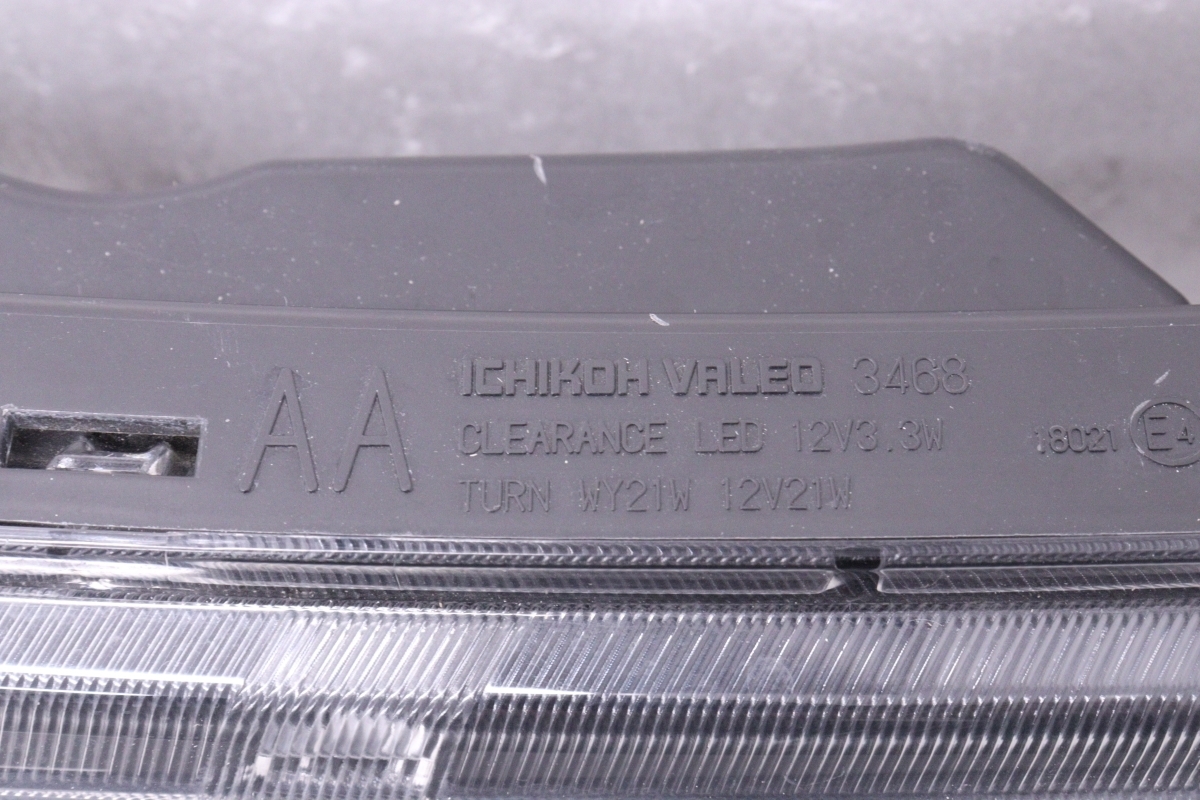 AA
ICHIKOH VALEO 3468
CLEARANCE LED 12V3.3W
TURN WY21W 12V21W
18021 E4